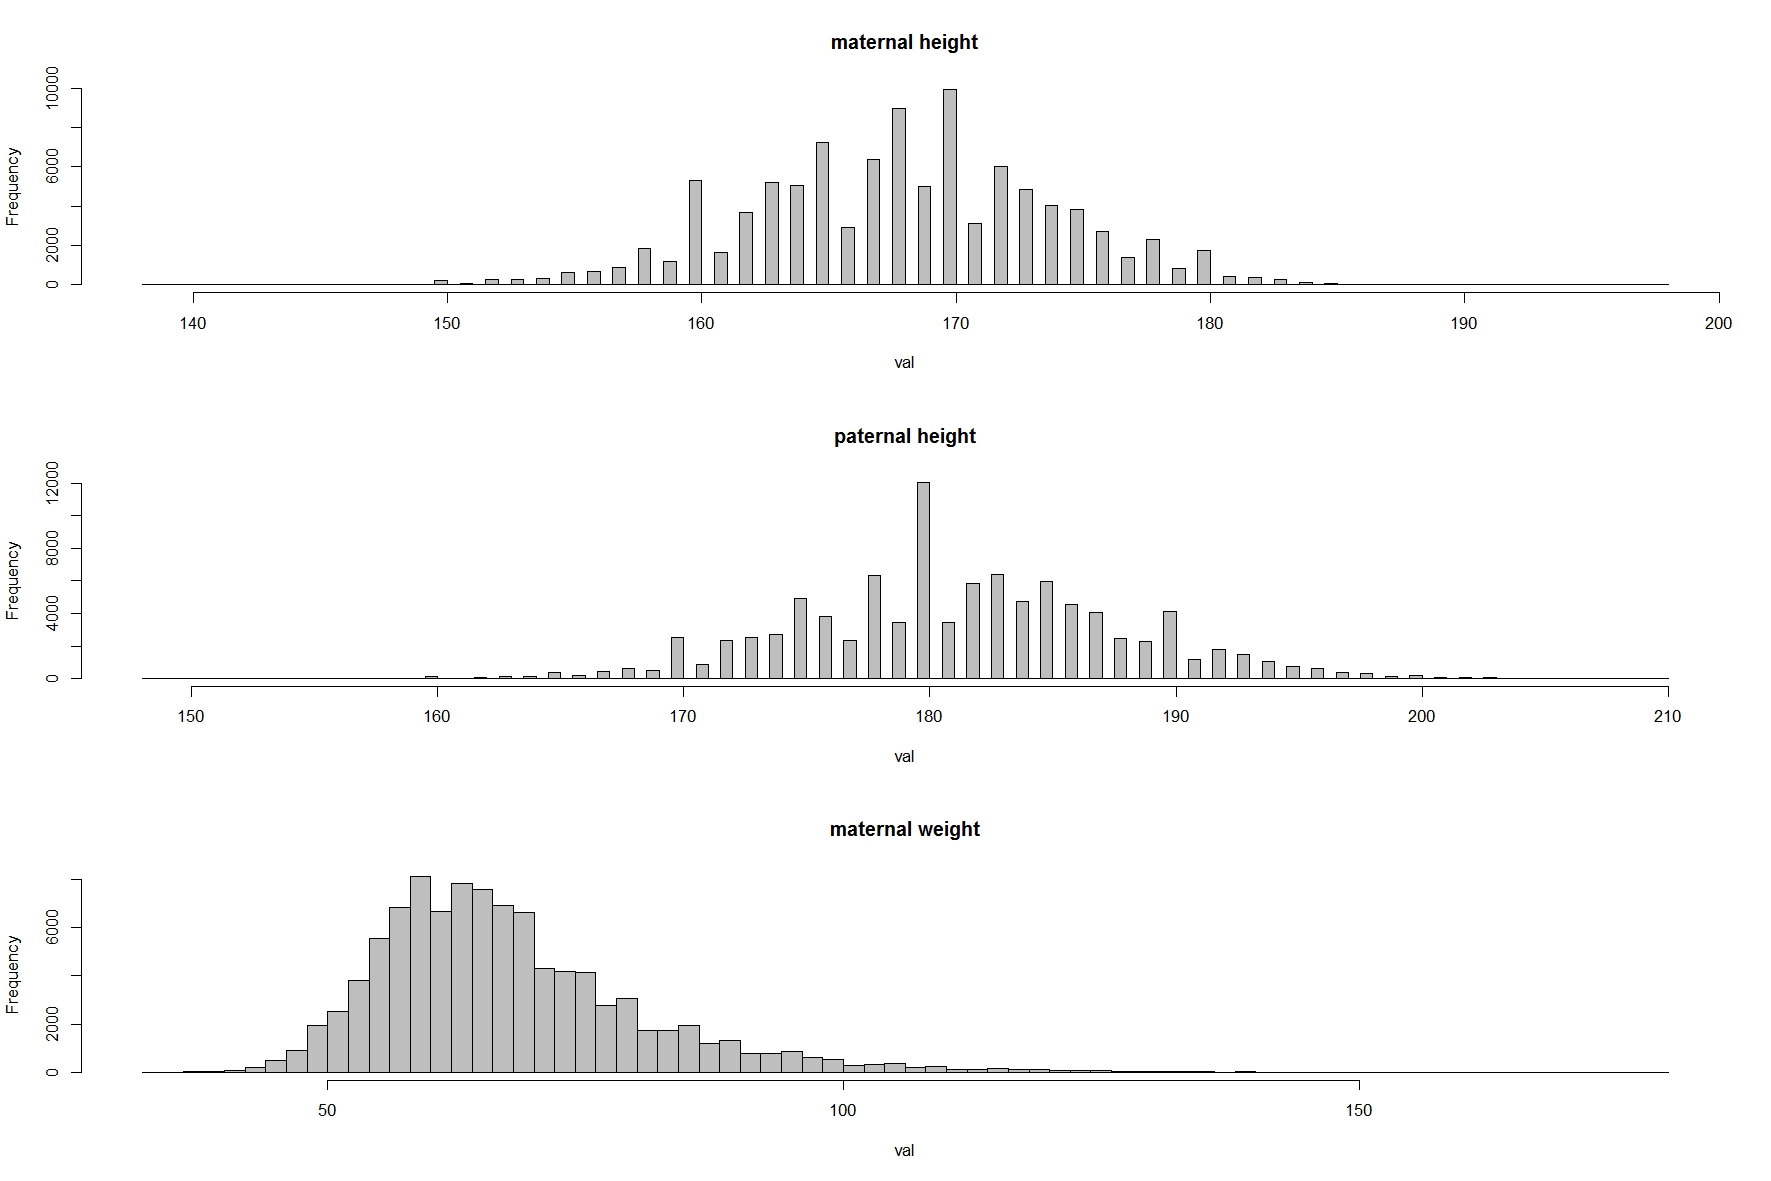 maternal height
Frequency
0 2000 6000 10000
140 150 160 170 180 190 200
val
paternal height
Frequency
0 4000 8000 12000
150 160 170 180 190 200 210
val
maternal weight
Frequency
0 2000 6000
50 100 150
val